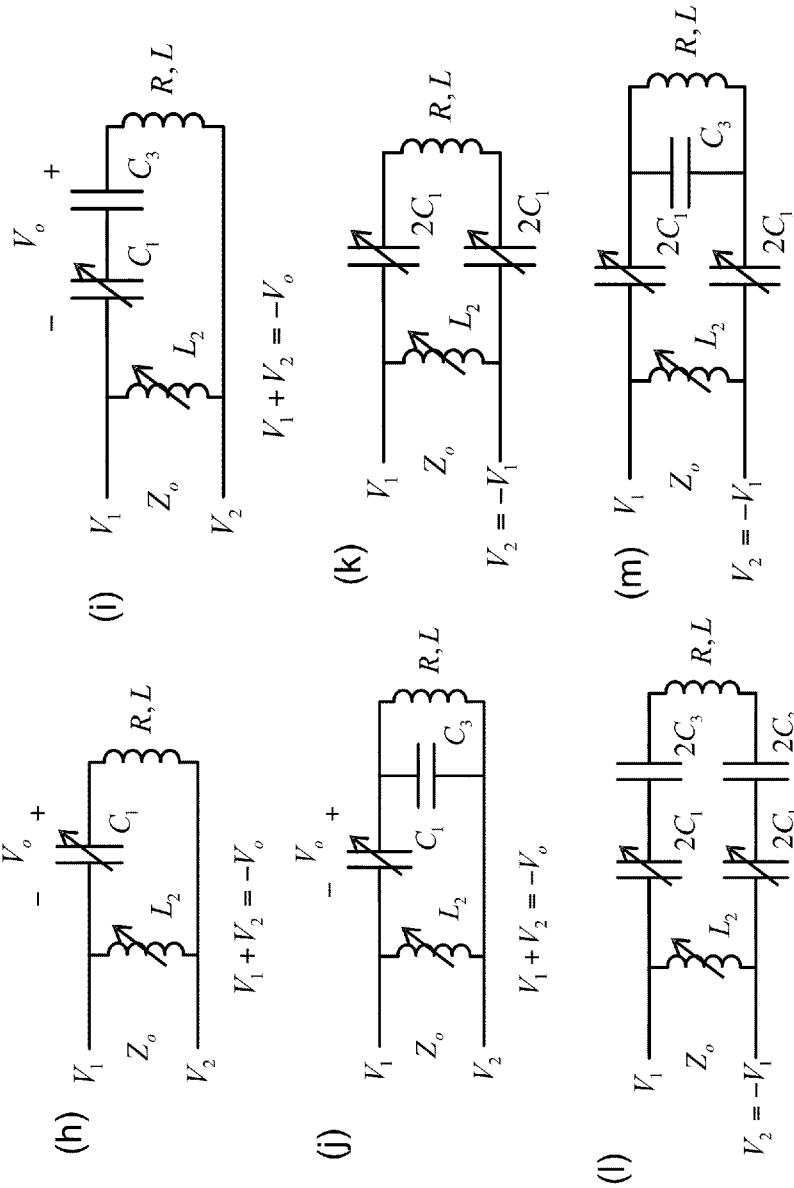 (h)
− V_o +
C_1
L_2
R, L
V_1
Z_o
V_2
V_1 + V_2 = −V_o
(i)
− V_o +
C_1
C_3
L_2
R, L
V_1
Z_o
V_2
V_1 + V_2 = −V_o
(j)
− V_o +
C_1
C_3
L_2
R, L
V_1
Z_o
V_2
V_1 + V_2 = −V_o
(k)
2C_1
L_2
R, L
V_1
Z_o
V_2 = −V_1
2C_1
(l)
2C_1
2C_3
L_2
R, L
V_1
Z_o
V_2 = −V_1
(m)
2C_1
C_3
L_2
R, L
V_1
Z_o
V_2 = −V_1
2C_1